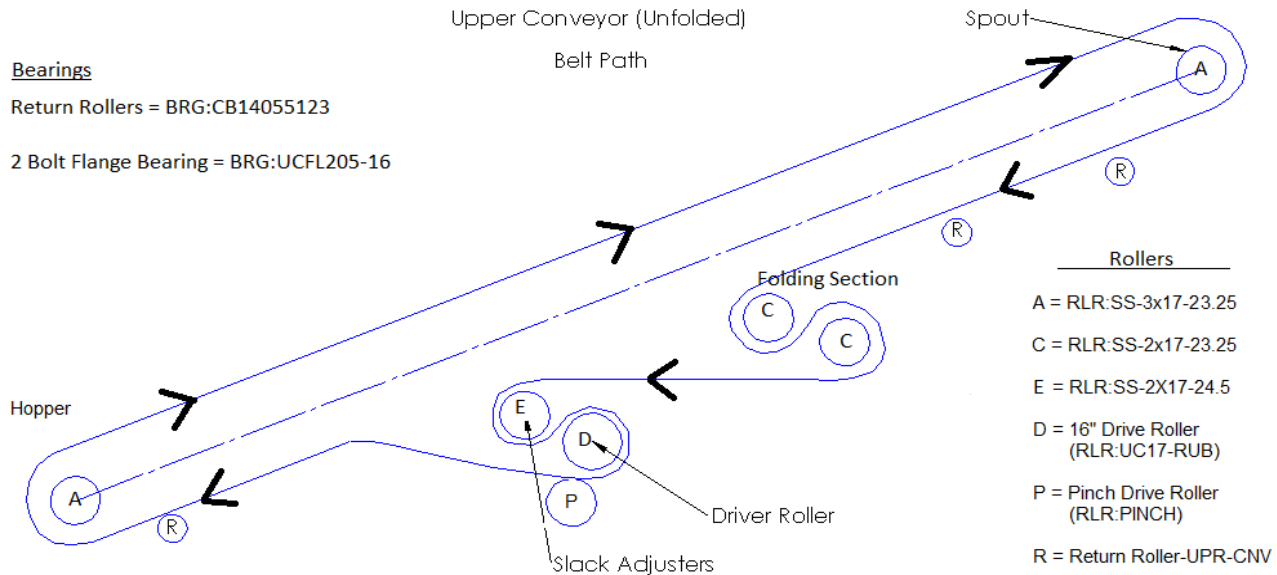 Upper Conveyor (Unfolded)
Belt Path
Spout
A
Bearings
Return Rollers = BRG:CB14055123
2 Bolt Flange Bearing = BRG:UCFL205-16
R
R
Folding Section
C
C
Rollers
A = RLR:SS-3x17-23.25
C = RLR:SS-2x17-23.25
E = RLR:SS-2X17-24.5
D = 16" Drive Roller
(RLR:UC17-RUB)
P = Pinch Drive Roller
(RLR:PINCH)
R = Return Roller-UPR-CNV
Hopper
E
D
A
P
R
Driver Roller
Slack Adjusters